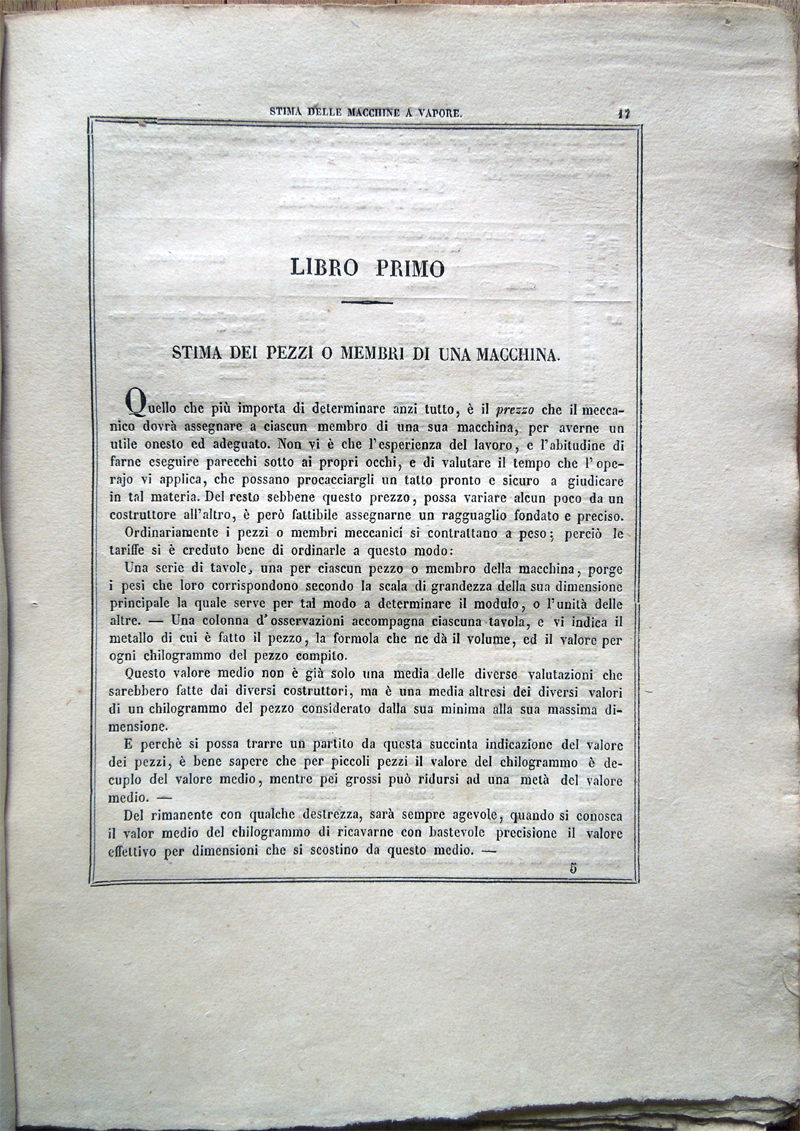 STIMA DELLE MACCHINE A VAPORE. 17
LIBRO PRIMO
STIMA DEI PEZZI O MEMBRI DI UNA MACCHINA.
Quello che più importa di determinare anzi tutto, è il prezzo che il mecca-
nico dovrà assegnare a ciascun membro di una sua macchina, per averne un
utile onesto ed adeguato. Non vi è che l'esperienza del lavoro, e l'abitudine di
farne eseguire parecchi sotto ai propri occhi, e di valutare il tempo che l'ope-
rajo vi applica, che possano procacciargli un tatto pronto e sicuro a giudicare
in tal materia. Del resto sebbene questo prezzo, possa variare alcun poco da un
costruttore all'altro, è però fattibile assegnarne un ragguaglio fondato e preciso.
Ordinariamente i pezzi o membri meccanici si contrattano a peso; perciò le
tariffe si è creduto bene di ordinarle a questo modo:
Una serie di tavole, una per ciascun pezzo o membro della macchina, porge
i pesi che loro corrispondono secondo la scala di grandezza della sua dimensione
principale la quale serve per tal modo a determinare il modulo, o l'unità delle
altre. — Una colonna d'osservazioni accompagna ciascuna tavola, e vi indica il
metallo di cui è fatto il pezzo, la formola che ne dà il volume, ed il valore per
ogni chilogrammo del pezzo compito.
Questo valore medio non è già solo una media delle diverse valutazioni che
sarebbero fatte dai diversi costruttori, ma è una media altresì dei diversi valori
di un chilogrammo del pezzo considerato dalla sua minima alla sua massima di-
mensione.
E perchè si possa trarre un partito da questa succinta indicazione del valore
dei pezzi, è bene sapere che per piccoli pezzi il valore del chilogrammo è de-
cuplo del valore medio, mentre pei grossi può ridursi ad una metà del valore
medio. —
Del rimanente con qualche destrezza, sarà sempre agevole, quando si conosca
il valor medio del chilogrammo di ricavarne con bastevole precisione il valore
effettivo per dimensioni che si scostino da questo medio. —
5